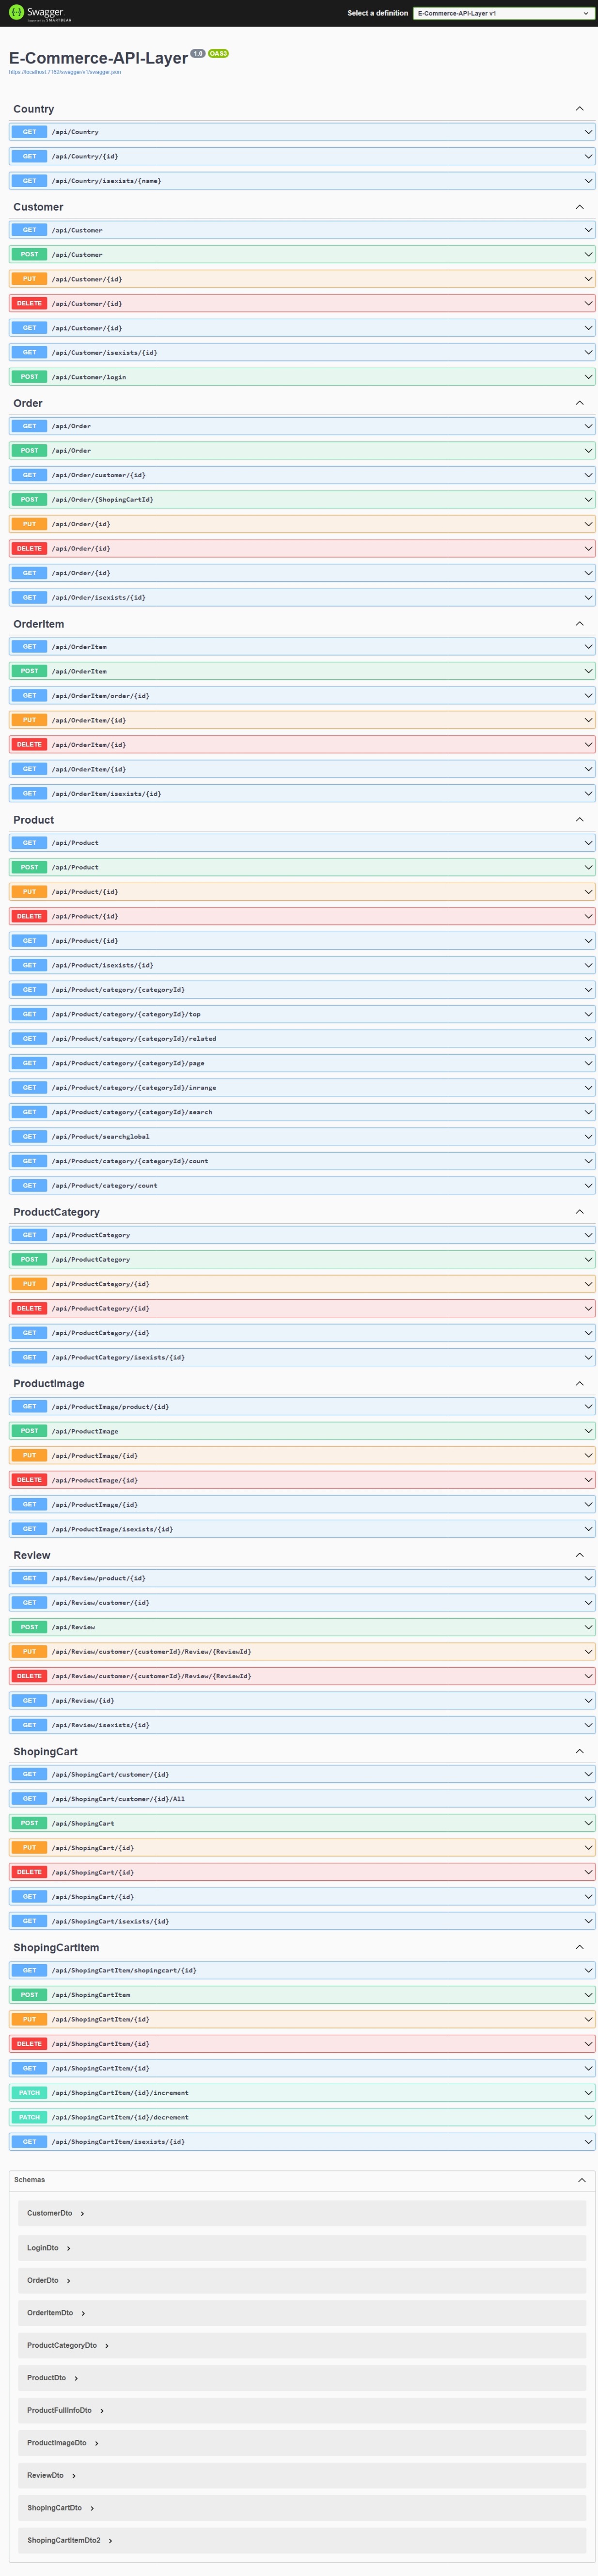 Swagger
Supported by SMARTBEAR
Select a definition
E-Commerce-API-Layer v1
E-Commerce-API-Layer 1.0 OAS3
https://localhost:7162/swagger/v1/swagger.json
Country
GET /api/Country
GET /api/Country/{id}
GET /api/Country/isexists/{name}
Customer
GET /api/Customer
POST /api/Customer
PUT /api/Customer/{id}
DELETE /api/Customer/{id}
GET /api/Customer/{id}
GET /api/Customer/isexists/{id}
POST /api/Customer/login
Order
GET /api/Order
POST /api/Order
GET /api/Order/customer/{id}
POST /api/Order/{ShopingCartId}
PUT /api/Order/{id}
DELETE /api/Order/{id}
GET /api/Order/{id}
GET /api/Order/isexists/{id}
OrderItem
GET /api/OrderItem
POST /api/OrderItem
GET /api/OrderItem/order/{id}
PUT /api/OrderItem/{id}
DELETE /api/OrderItem/{id}
GET /api/OrderItem/{id}
GET /api/OrderItem/isexists/{id}
Product
GET /api/Product
POST /api/Product
PUT /api/Product/{id}
DELETE /api/Product/{id}
GET /api/Product/{id}
GET /api/Product/isexists/{id}
GET /api/Product/category/{categoryId}
GET /api/Product/category/{categoryId}/top
GET /api/Product/category/{categoryId}/related
GET /api/Product/category/{categoryId}/page
GET /api/Product/category/{categoryId}/inrange
GET /api/Product/category/{categoryId}/search
GET /api/Product/searchglobal
GET /api/Product/category/{categoryId}/count
GET /api/Product/category/count
ProductCategory
GET /api/ProductCategory
POST /api/ProductCategory
PUT /api/ProductCategory/{id}
DELETE /api/ProductCategory/{id}
GET /api/ProductCategory/{id}
GET /api/ProductCategory/isexists/{id}
ProductImage
GET /api/ProductImage/product/{id}
POST /api/ProductImage
PUT /api/ProductImage/{id}
DELETE /api/ProductImage/{id}
GET /api/ProductImage/{id}
GET /api/ProductImage/isexists/{id}
Review
GET /api/Review/product/{id}
GET /api/Review/customer/{id}
POST /api/Review
PUT /api/Review/customer/{customerId}/Review/{ReviewId}
DELETE /api/Review/customer/{customerId}/Review/{ReviewId}
GET /api/Review/{id}
GET /api/Review/isexists/{id}
ShopingCart
GET /api/ShopingCart/customer/{id}
GET /api/ShopingCart/customer/{id}/All
POST /api/ShopingCart
PUT /api/ShopingCart/{id}
DELETE /api/ShopingCart/{id}
GET /api/ShopingCart/{id}
GET /api/ShopingCart/isexists/{id}
ShopingCartItem
GET /api/ShopingCartItem/shopingcart/{id}
POST /api/ShopingCartItem
PUT /api/ShopingCartItem/{id}
DELETE /api/ShopingCartItem/{id}
GET /api/ShopingCartItem/{id}
PATCH /api/ShopingCartItem/{id}/increment
PATCH /api/ShopingCartItem/{id}/decrement
GET /api/ShopingCartItem/isexists/{id}
Schemas
CustomerDto
LoginDto
OrderDto
OrderItemDto
ProductCategoryDto
ProductDto
ProductFullInfoDto
ProductImageDto
ReviewDto
ShopingCartDto
ShopingCartItemDto2